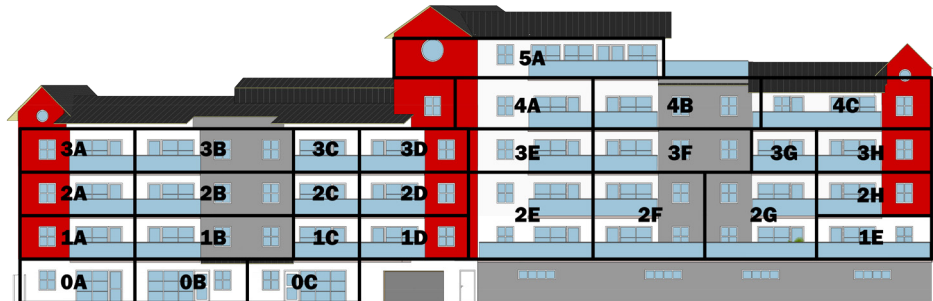 5A
4A 4B 4C
3A 3B 3C 3D 3E 3F 3G 3H
2A 2B 2C 2D 2E 2F 2G 2H
1A 1B 1C 1D 1E
0A 0B 0C